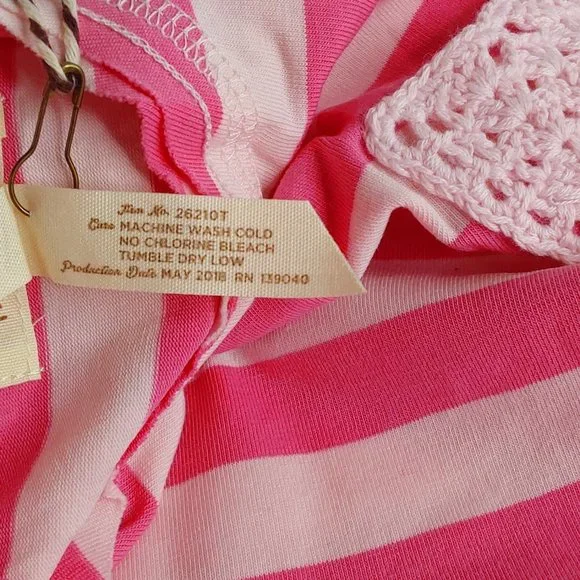 Item No. 26210T
Care MACHINE WASH COLD
NO CHLORINE BLEACH
TUMBLE DRY LOW
Production Date MAY 2018 RN 139040